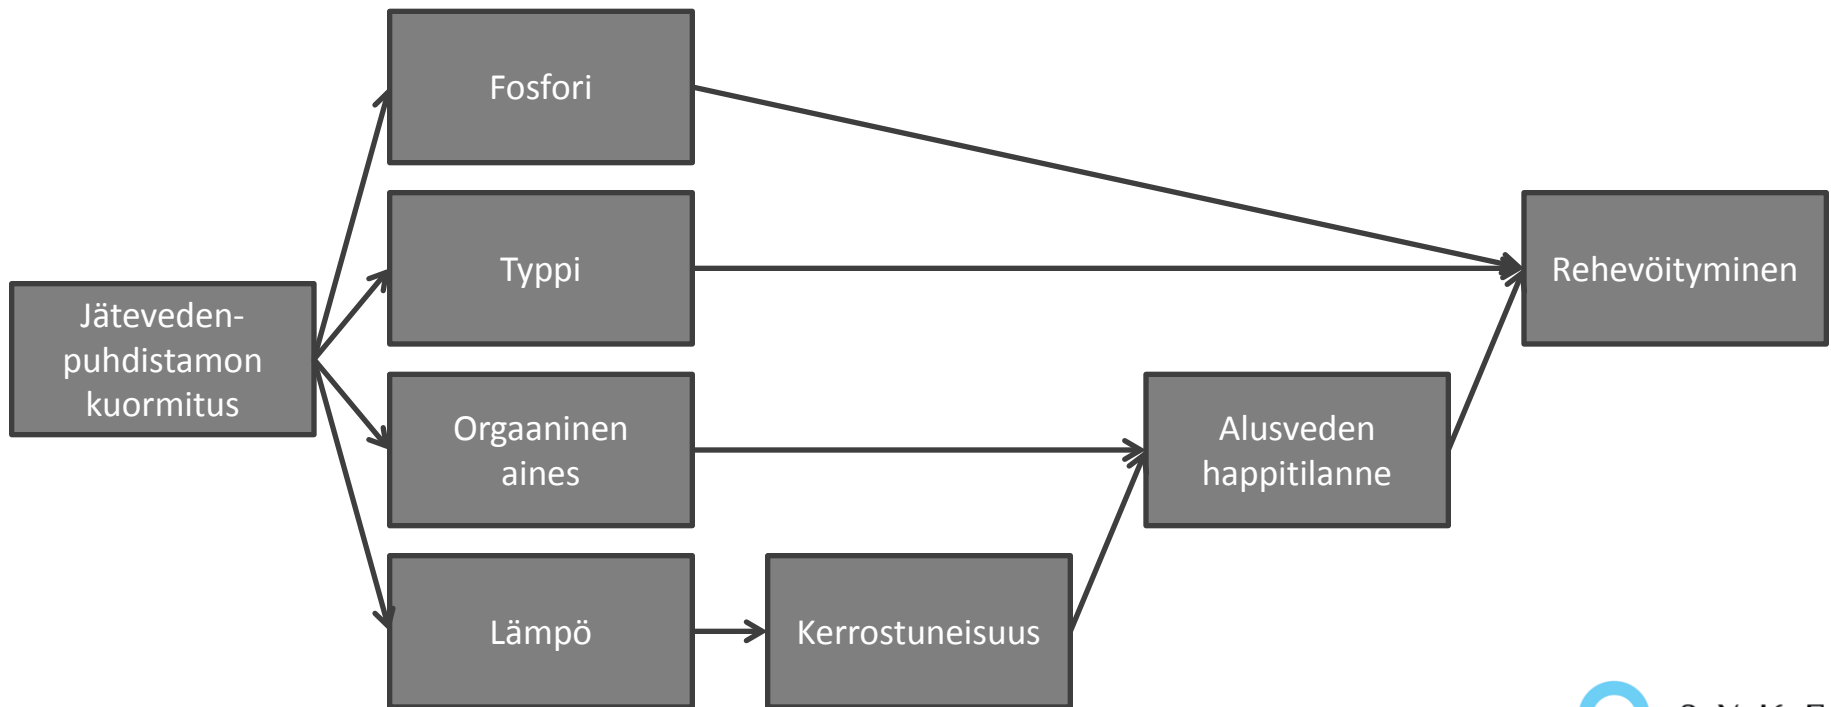 Fosfori
Typpi
Rehevöityminen
Jäteveden-
puhdistamon
kuormitus
Orgaaninen
aines
Alusveden
happitilanne
Lämpö
Kerrostuneisuus